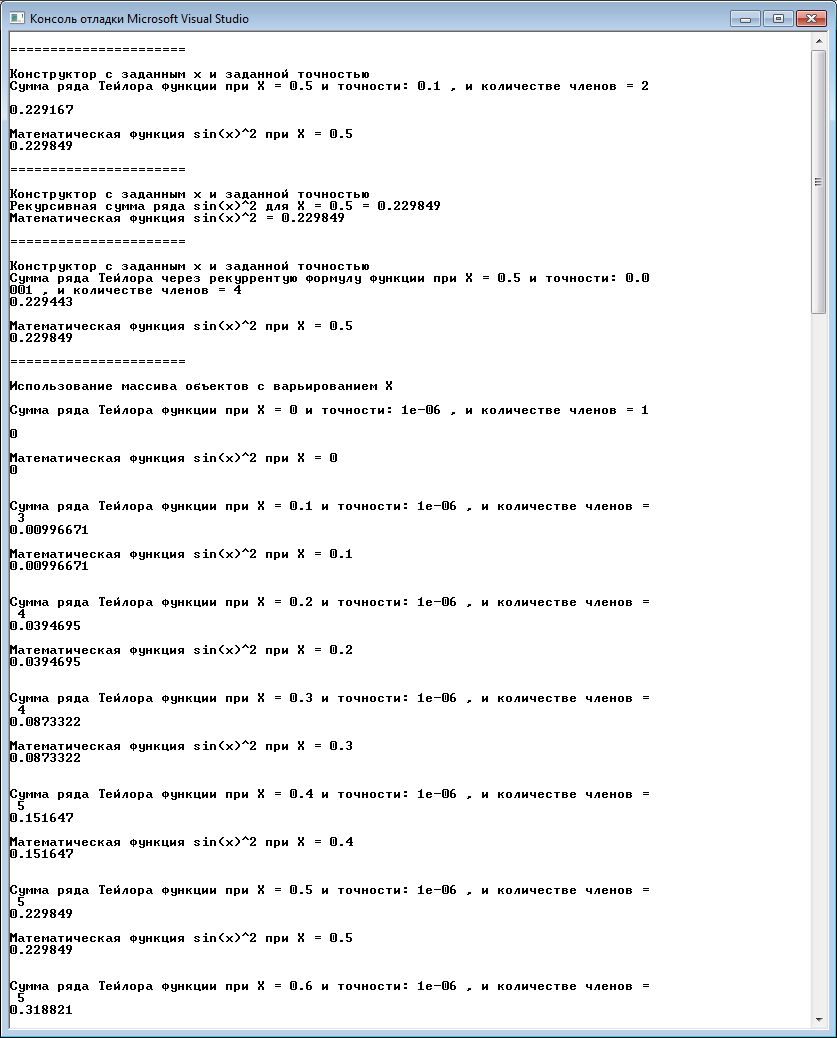 Консоль отладки Microsoft Visual Studio
======================
Конструктор с заданным x и заданной точностью
Сумма ряда Тейлора функции при X = 0.5 и точности: 0.1 , и количестве членов = 2
0.229167
Математическая функция sin(x)^2 при X = 0.5
0.229849
======================
Конструктор с заданным x и заданной точностью
Рекурсивная сумма ряда sin(x)^2 для X = 0.5 = 0.229849
Математическая функция sin(x)^2 = 0.229849
======================
Конструктор с заданным x и заданной точностью
Сумма ряда Тейлора через рекуррентую формулу функции при X = 0.5 и точности: 0.0
001 , и количестве членов = 4
0.229443
Математическая функция sin(x)^2 при X = 0.5
0.229849
======================
Использование массива объектов с варьированием X
Сумма ряда Тейлора функции при X = 0 и точности: 1e-06 , и количестве членов = 1
0
Математическая функция sin(x)^2 при X = 0
0
Сумма ряда Тейлора функции при X = 0.1 и точности: 1e-06 , и количестве членов =
3
0.00996671
Математическая функция sin(x)^2 при X = 0.1
0.00996671
Сумма ряда Тейлора функции при X = 0.2 и точности: 1e-06 , и количестве членов =
4
0.0394695
Математическая функция sin(x)^2 при X = 0.2
0.0394695
Сумма ряда Тейлора функции при X = 0.3 и точности: 1e-06 , и количестве членов =
4
0.0873322
Математическая функция sin(x)^2 при X = 0.3
0.0873322
Сумма ряда Тейлора функции при X = 0.4 и точности: 1e-06 , и количестве членов =
5
0.151647
Математическая функция sin(x)^2 при X = 0.4
0.151647
Сумма ряда Тейлора функции при X = 0.5 и точности: 1e-06 , и количестве членов =
5
0.229849
Математическая функция sin(x)^2 при X = 0.5
0.229849
Сумма ряда Тейлора функции при X = 0.6 и точности: 1e-06 , и количестве членов =
5
0.318821